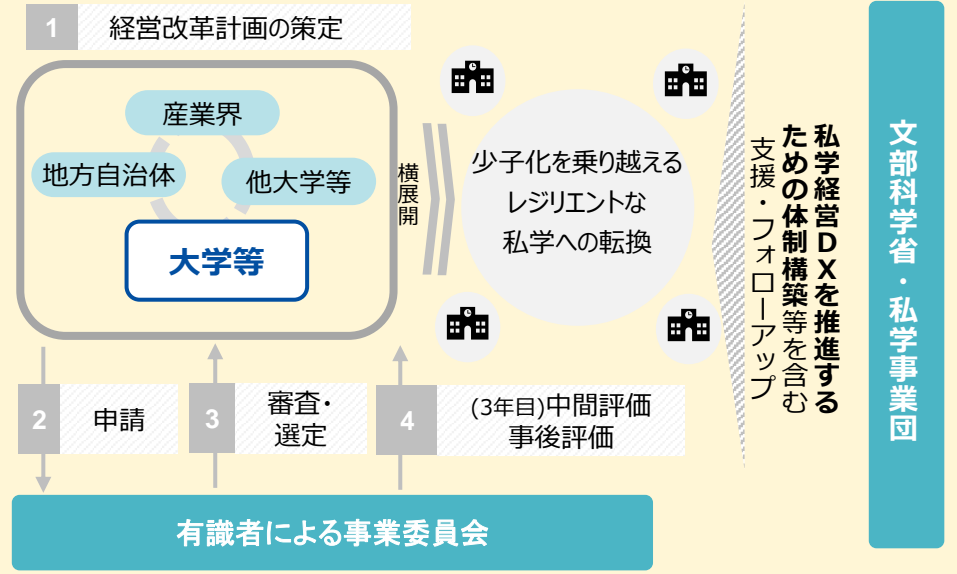 1
経営改革計画の策定
産業界
地方自治体
他大学等
大学等
横展開
少子化を乗り越える
レジリエントな
私学への転換
私学経営DXを推進する
ための体制構築等を含む
支援・フォローアップ
文部科学省・私学事業団
2
申請
3
審査・
選定
4
(3年目)中間評価
事後評価
有識者による事業委員会